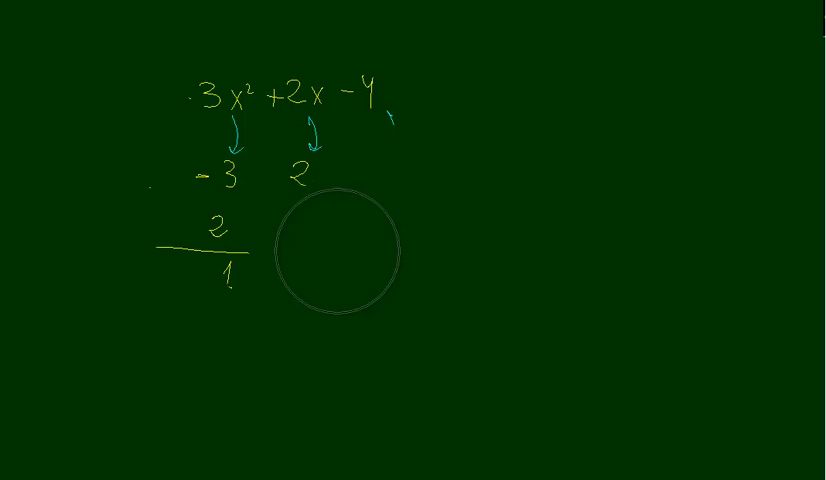 3x² + 2x - 4
- 3 2
2
1